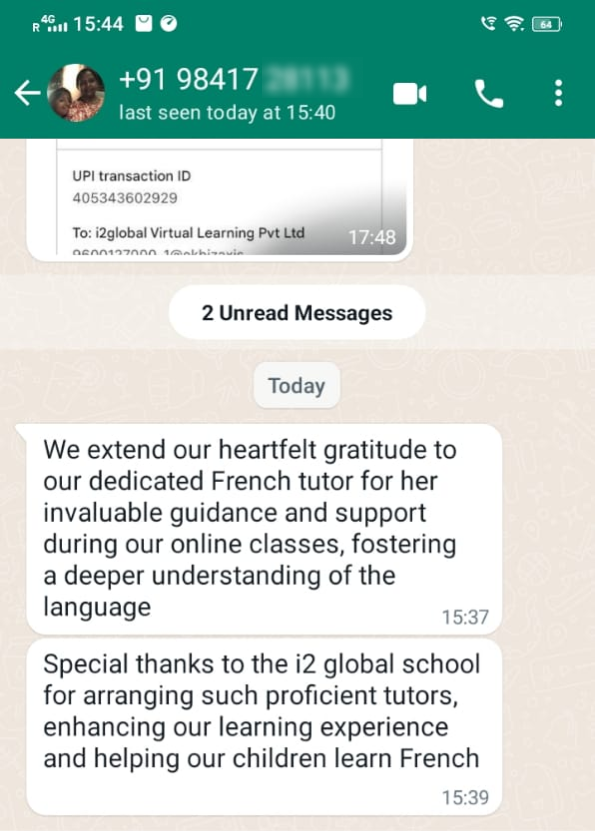 R 4G 15:44
64
+91 98417
last seen today at 15:40
UPI transaction ID
405343602929
To: i2global Virtual Learning Pvt Ltd
17:48
2 Unread Messages
Today
We extend our heartfelt gratitude to
our dedicated French tutor for her
invaluable guidance and support
during our online classes, fostering
a deeper understanding of the
language
15:37
Special thanks to the i2 global school
for arranging such proficient tutors,
enhancing our learning experience
and helping our children learn French
15:39